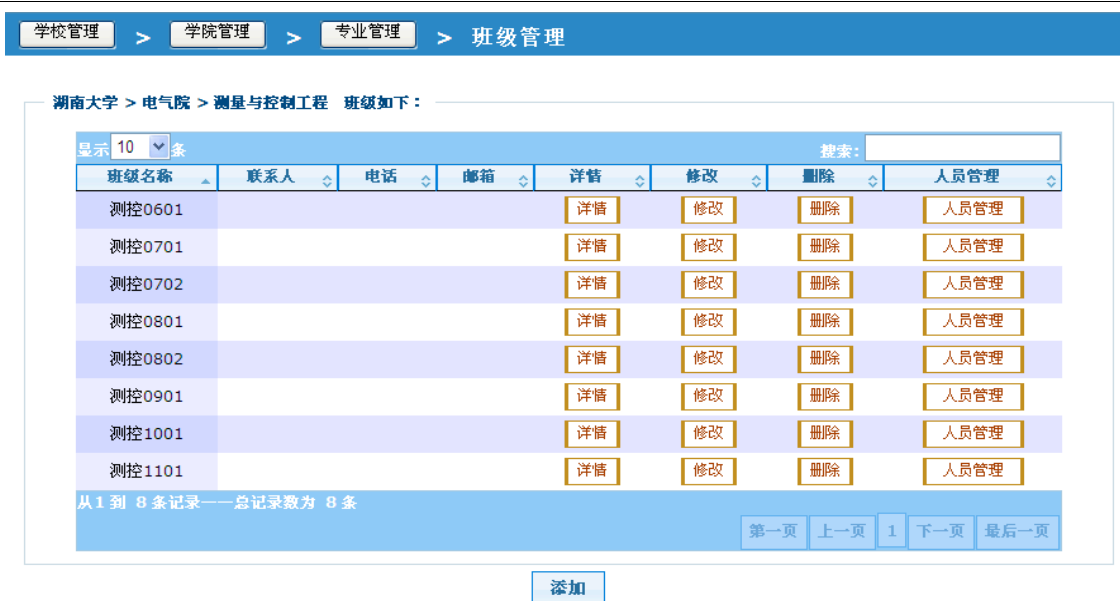 学校管理 > 学院管理 > 专业管理 > 班级管理
湖南大学 > 电气院 > 测量与控制工程 班级如下：
显示 10 条 搜索：
班级名称 联系人 电话 邮箱 详情 修改 删除 人员管理
测控0601 详情 修改 删除 人员管理
测控0701 详情 修改 删除 人员管理
测控0702 详情 修改 删除 人员管理
测控0801 详情 修改 删除 人员管理
测控0802 详情 修改 删除 人员管理
测控0901 详情 修改 删除 人员管理
测控1001 详情 修改 删除 人员管理
测控1101 详情 修改 删除 人员管理
从1 到 8 条记录——总记录数为 8 条
第一页 上一页 1 下一页 最后一页
添加